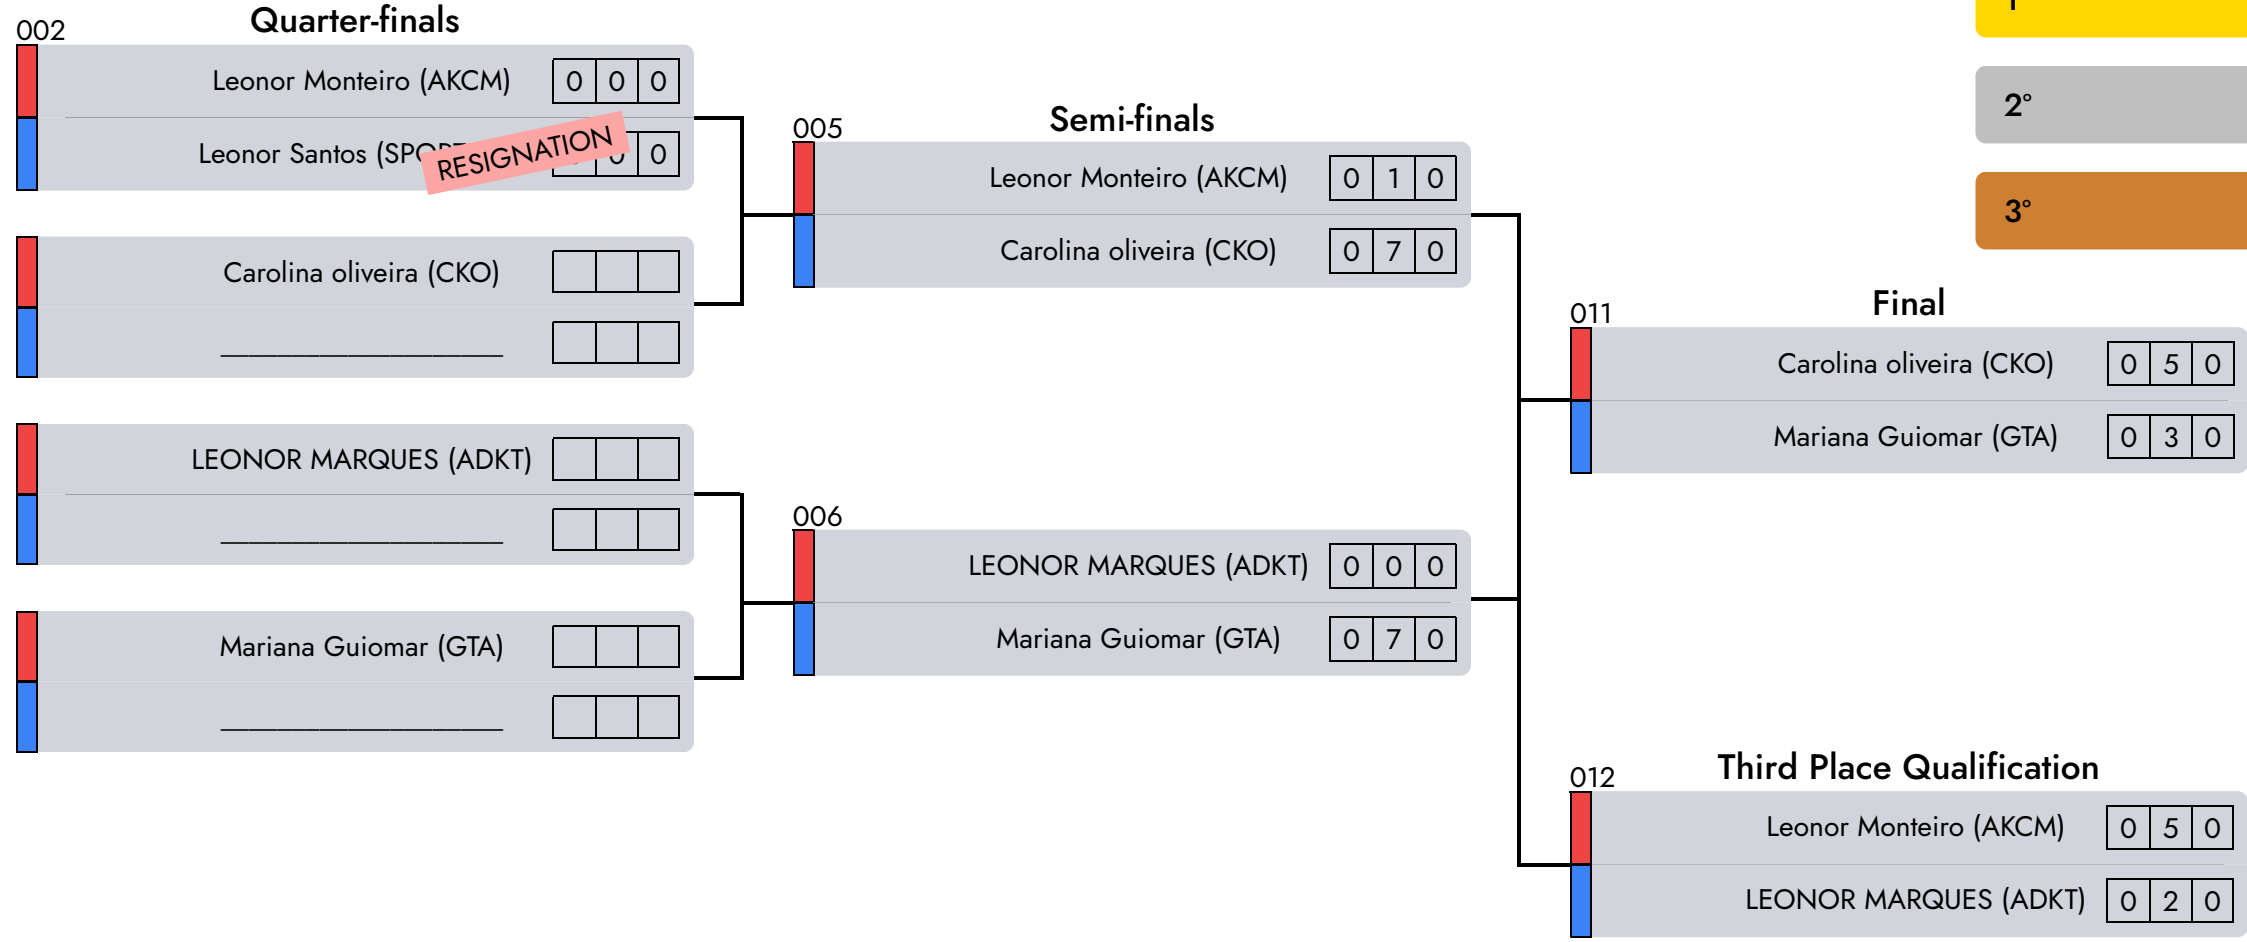 Quarter-finals
002
Leonor Monteiro (AKCM) 0 0 0
Leonor Santos 0 0
RESIGNATION
Carolina oliveira (CKO)
LEONOR MARQUES (ADKT)
Mariana Guiomar (GTA)
Semi-finals
005
Leonor Monteiro (AKCM) 0 1 0
Carolina oliveira (CKO) 0 7 0
006
LEONOR MARQUES (ADKT) 0 0 0
Mariana Guiomar (GTA) 0 7 0
2°
3°
Final
011
Carolina oliveira (CKO) 0 5 0
Mariana Guiomar (GTA) 0 3 0
Third Place Qualification
012
Leonor Monteiro (AKCM) 0 5 0
LEONOR MARQUES (ADKT) 0 2 0